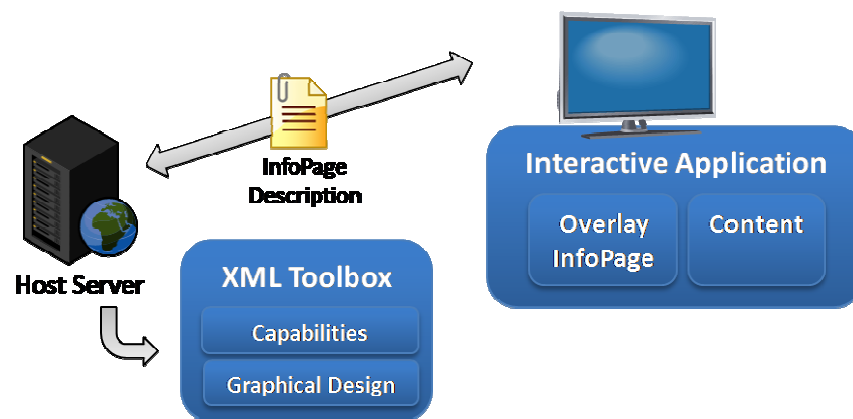 InfoPage
Description
Host Server
XML Toolbox
Capabilities
Graphical Design
Interactive Application
Overlay
InfoPage
Content